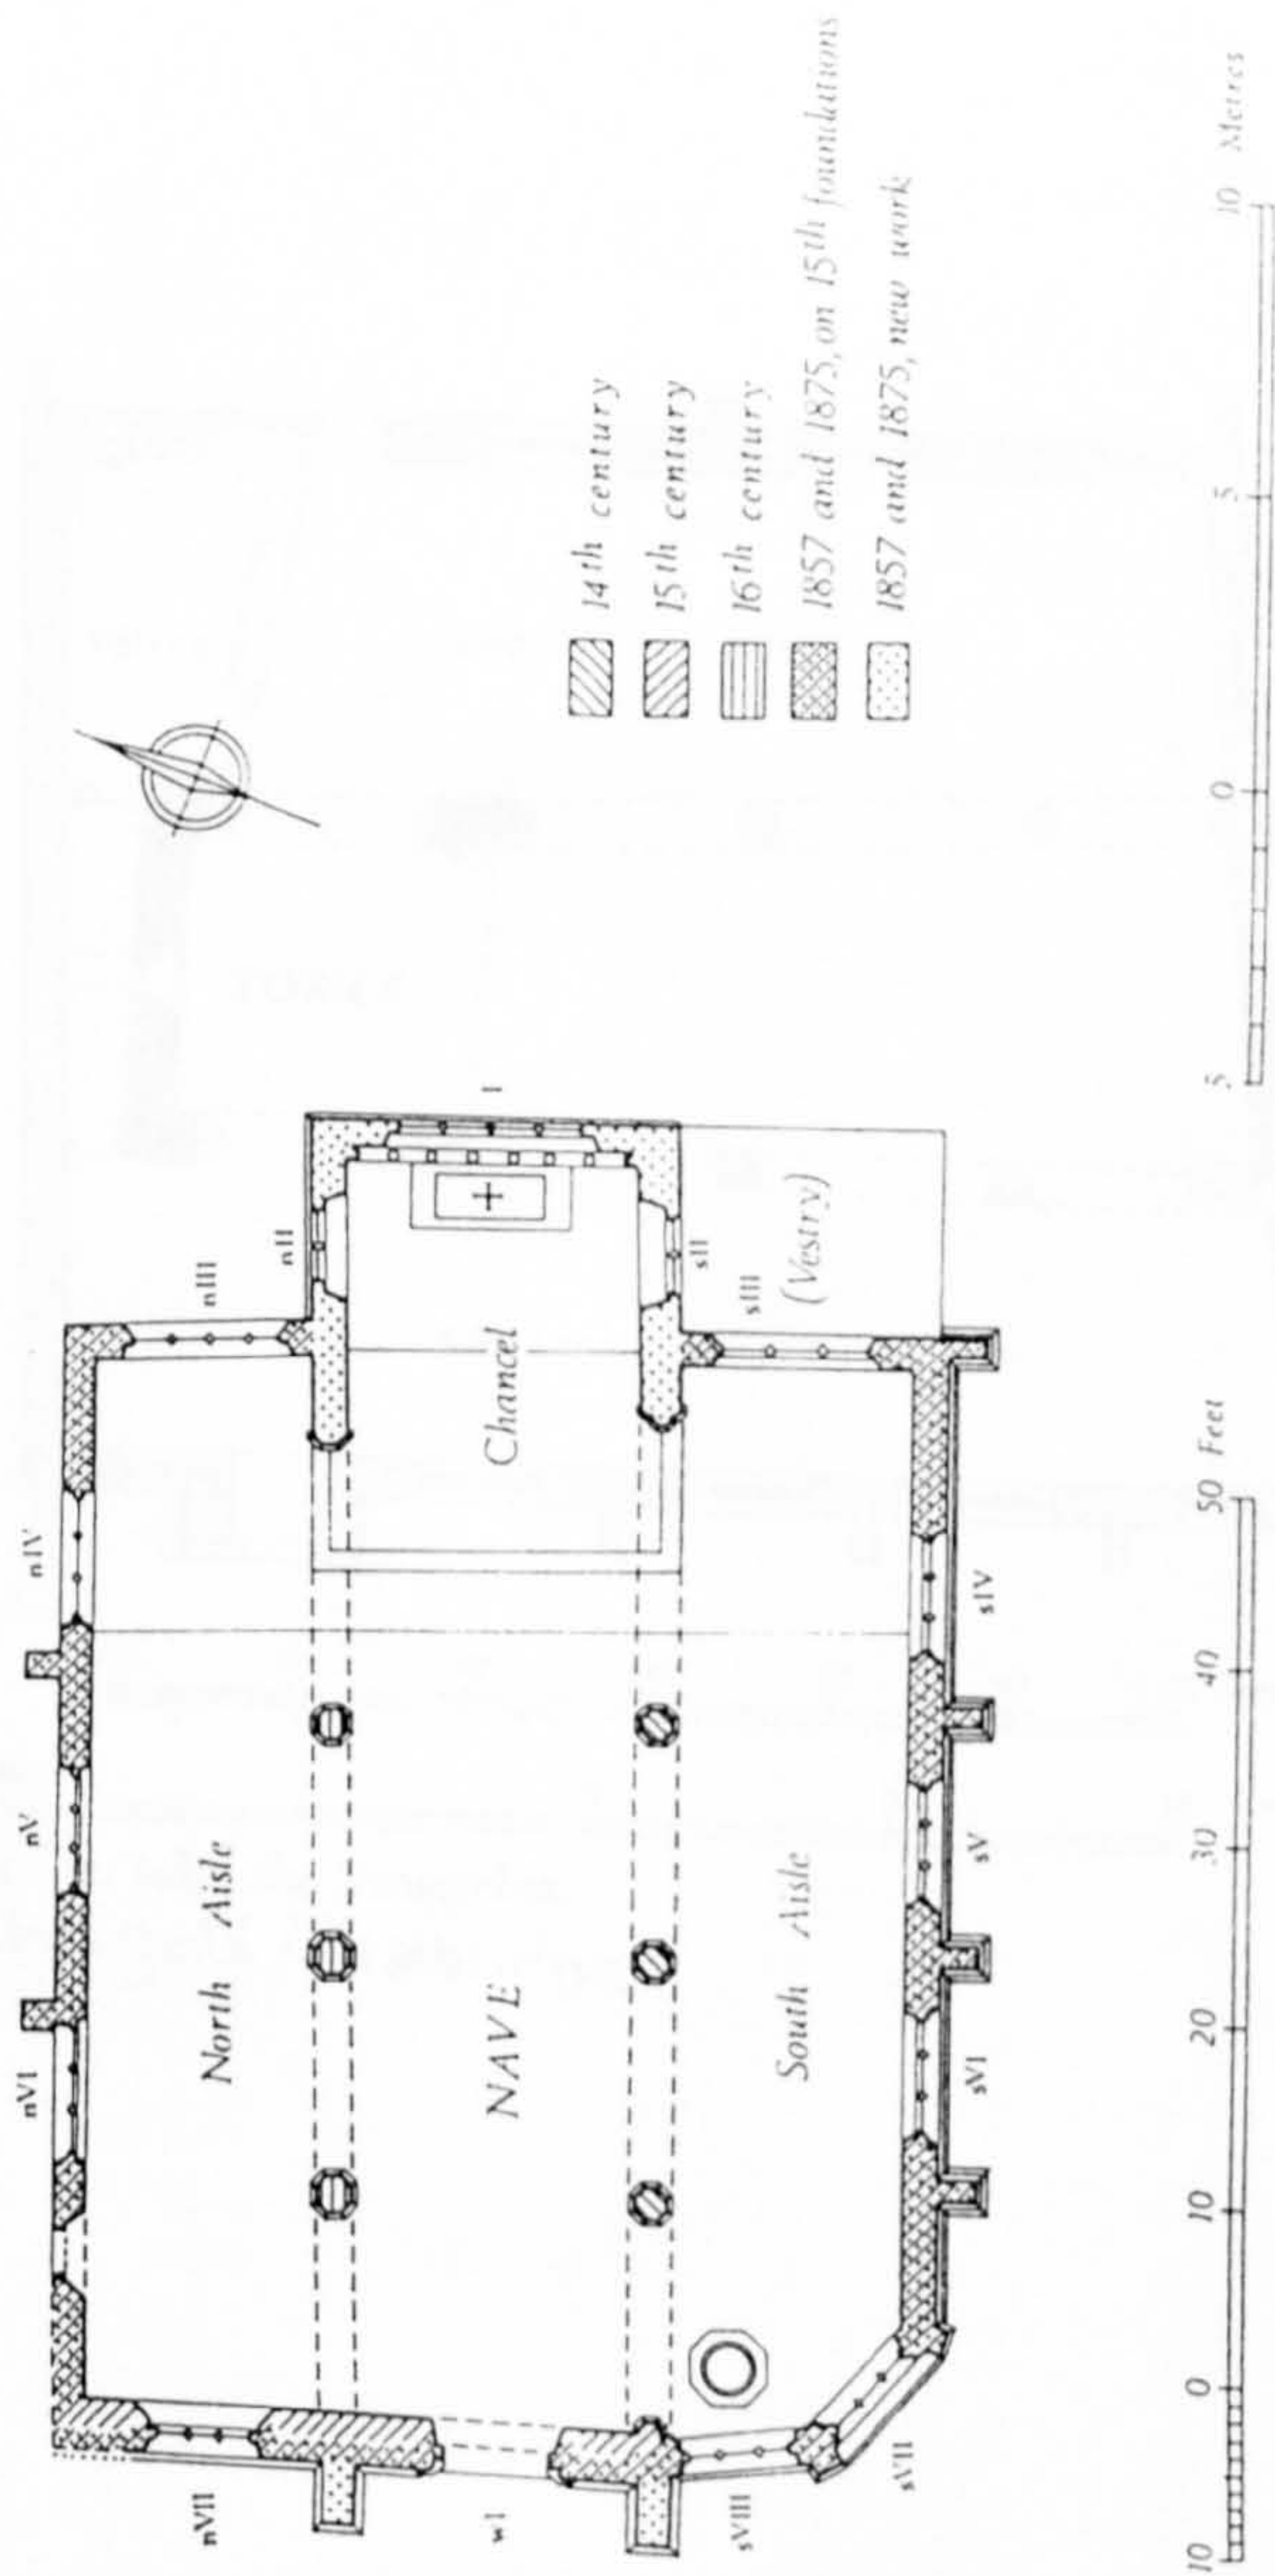 nIII
nII
I
nIV
nV
nVI
nVII
wI
sVIII
sVII
sVI
sV
sIV
sIII
sII
North Aisle
NAVE
South Aisle
Chancel
(Vestry)
14th century
15th century
16th century
1857 and 1875, on 15th foundations
1857 and 1875, new work
10 0 10 20 30 40 50 Feet
5 0 5 10 Metres